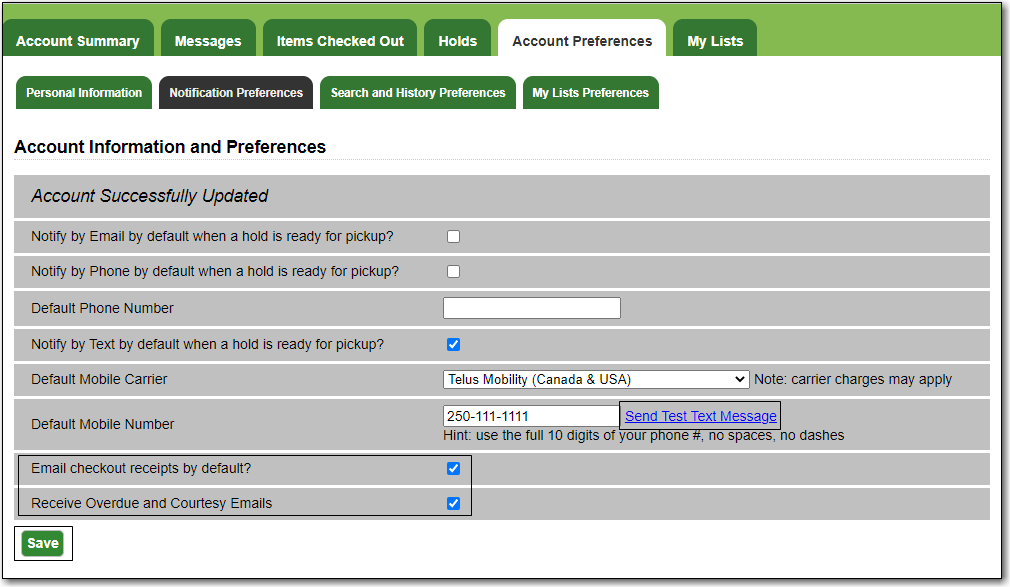 Account Summary Messages Items Checked Out Holds Account Preferences My Lists
Personal Information Notification Preferences Search and History Preferences My Lists Preferences
Account Information and Preferences
Account Successfully Updated
Notify by Email by default when a hold is ready for pickup?
Notify by Phone by default when a hold is ready for pickup?
Default Phone Number
Notify by Text by default when a hold is ready for pickup?
Default Mobile Carrier Telus Mobility (Canada & USA) Note: carrier charges may apply
Default Mobile Number 250-111-1111 Send Test Text Message
Hint: use the full 10 digits of your phone #, no spaces, no dashes
Email checkout receipts by default?
Receive Overdue and Courtesy Emails
Save